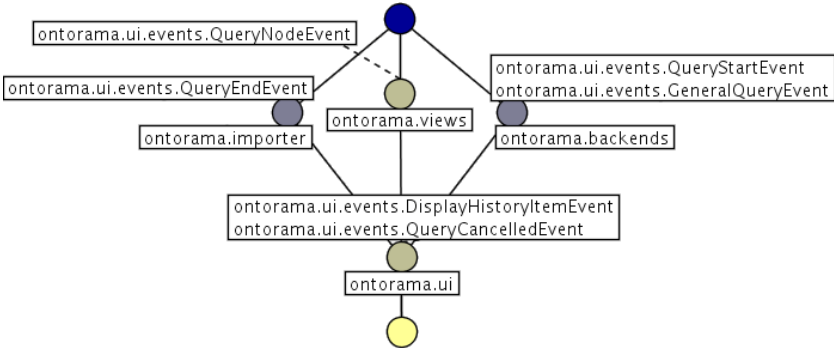 ontorama.ui.events.QueryNodeEvent
ontorama.ui.events.QueryEndEvent
ontorama.ui.events.QueryStartEvent
ontorama.ui.events.GeneralQueryEvent
ontorama.importer
ontorama.views
ontorama.backends
ontorama.ui.events.DisplayHistoryItemEvent
ontorama.ui.events.QueryCancelledEvent
ontorama.ui